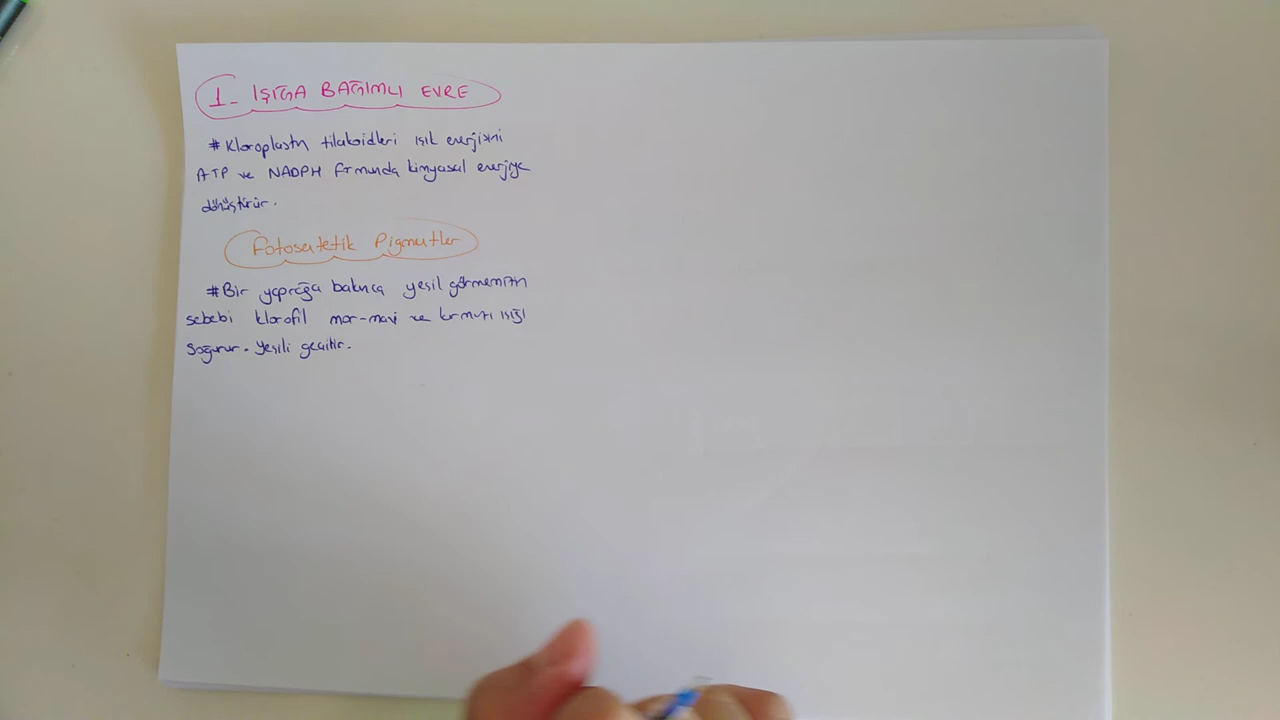 1- IŞIĞA BAĞIMLI EVRE
# Kloroplastın tilakoidleri ışık enerjisini
ATP ve NADPH formunda kimyasal enerjiye
dönüştürür.
Fotosentetik Pigmentler
# Bir yaprağa bakınca yeşil görmemizin
sebebi klorofil mor-mavi ve kırmızı ışığı
soğurur. Yeşili geçirir.